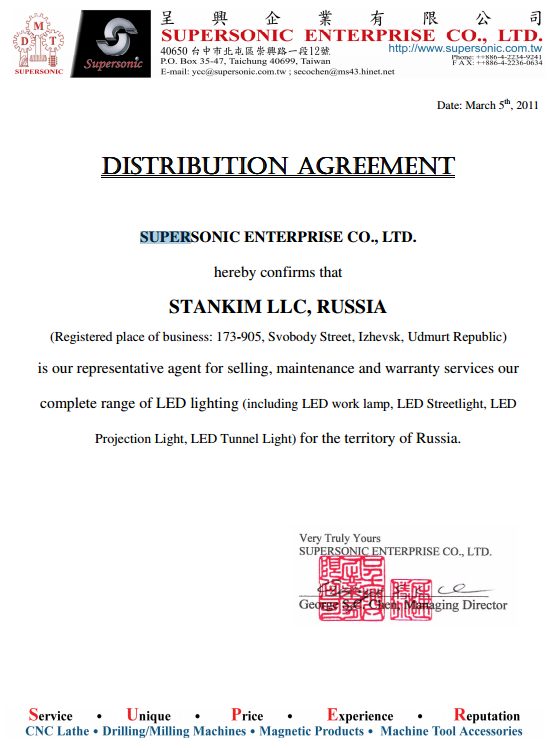 呈興企業有限公司
SUPERSONIC ENTERPRISE CO., LTD.
40650 台中市北屯區崇興路一段12號
http://www.supersonic.com.tw
P.O. Box 35-47, Taichung 40699, Taiwan
Phone: ++886-4-2234-9241
E-mail: ycc@supersonic.com.tw ; secochen@ms43.hinet.net
F A X: ++886-4-2236-0634
D M T
SUPERSONIC
Supersonic
Date: March 5th, 2011
DISTRIBUTION AGREEMENT
SUPERSONIC ENTERPRISE CO., LTD.
hereby confirms that
STANKIM LLC, RUSSIA
(Registered place of business: 173-905, Svobody Street, Izhevsk, Udmurt Republic)
is our representative agent for selling, maintenance and warranty services our
complete range of LED lighting (including LED work lamp, LED Streetlight, LED
Projection Light, LED Tunnel Light) for the territory of Russia.
Very Truly Yours
SUPERSONIC ENTERPRISE CO., LTD.
George S.C. Chen, Managing Director
Service • Unique • Price • Experience • Reputation
CNC Lathe • Drilling/Milling Machines • Magnetic Products • Machine Tool Accessories